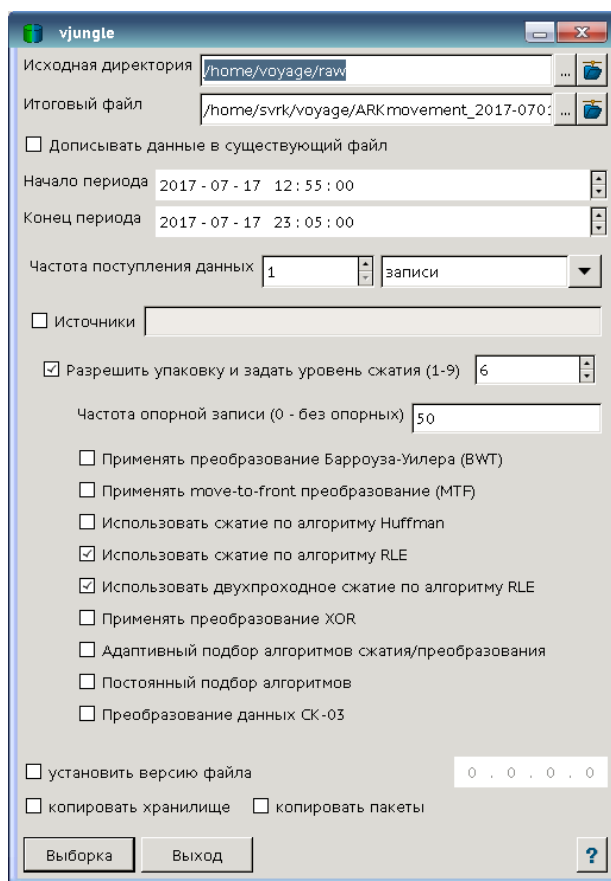 vjungle
Исходная директория /home/voyage/raw ...
Итоговый файл /home/svrk/voyage/ARKmovement_2017-0701 ...
Дописывать данные в существующий файл
Начало периода 2017 - 07 - 17 12 : 55 : 00
Конец периода 2017 - 07 - 17 23 : 05 : 00
Частота поступления данных 1 записи
Источники
Разрешить упаковку и задать уровень сжатия (1-9) 6
Частота опорной записи (0 - без опорных) 50
Применять преобразование Барроуза-Уилера (BWT)
Применять move-to-front преобразование (MTF)
Использовать сжатие по алгоритму Huffman
Использовать сжатие по алгоритму RLE
Использовать двухпроходное сжатие по алгоритму RLE
Применять преобразование XOR
Адаптивный подбор алгоритмов сжатия/преобразования
Постоянный подбор алгоритмов
Преобразование данных СК-03
установить версию файла 0 . 0 . 0 . 0
копировать хранилище копировать пакеты
Выборка Выход ?